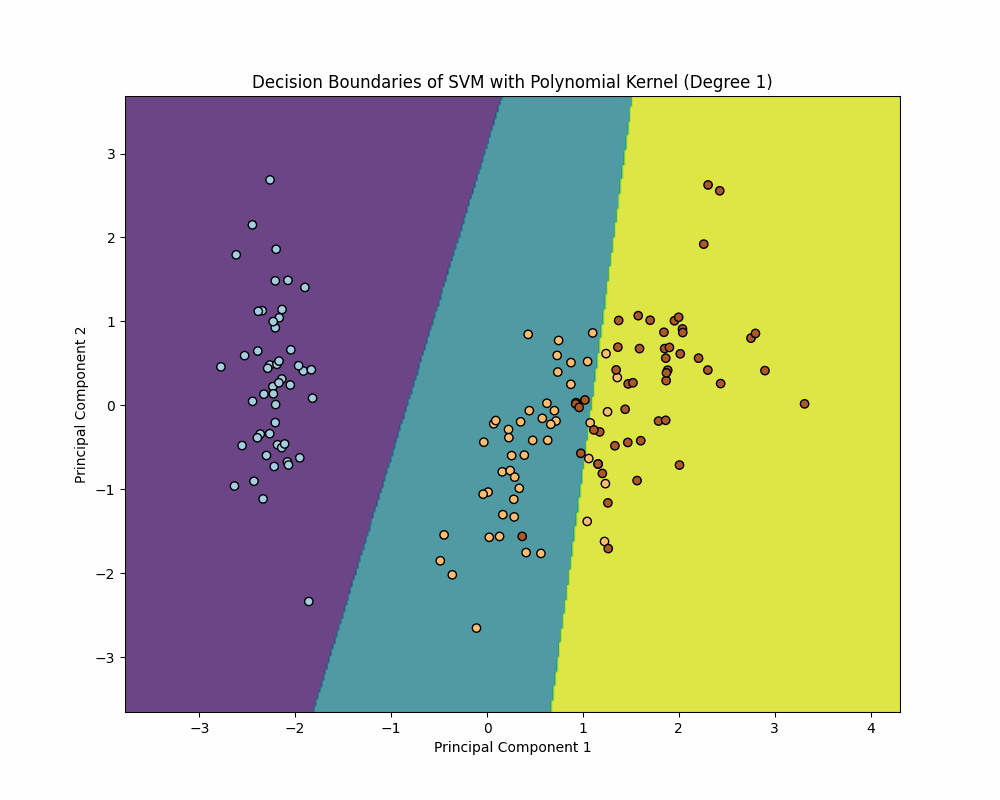 Decision Boundaries of SVM with Polynomial Kernel (Degree 1)
3
2
1
0
−1
−2
−3
Principal Component 2
−3 −2 −1 0 1 2 3 4
Principal Component 1